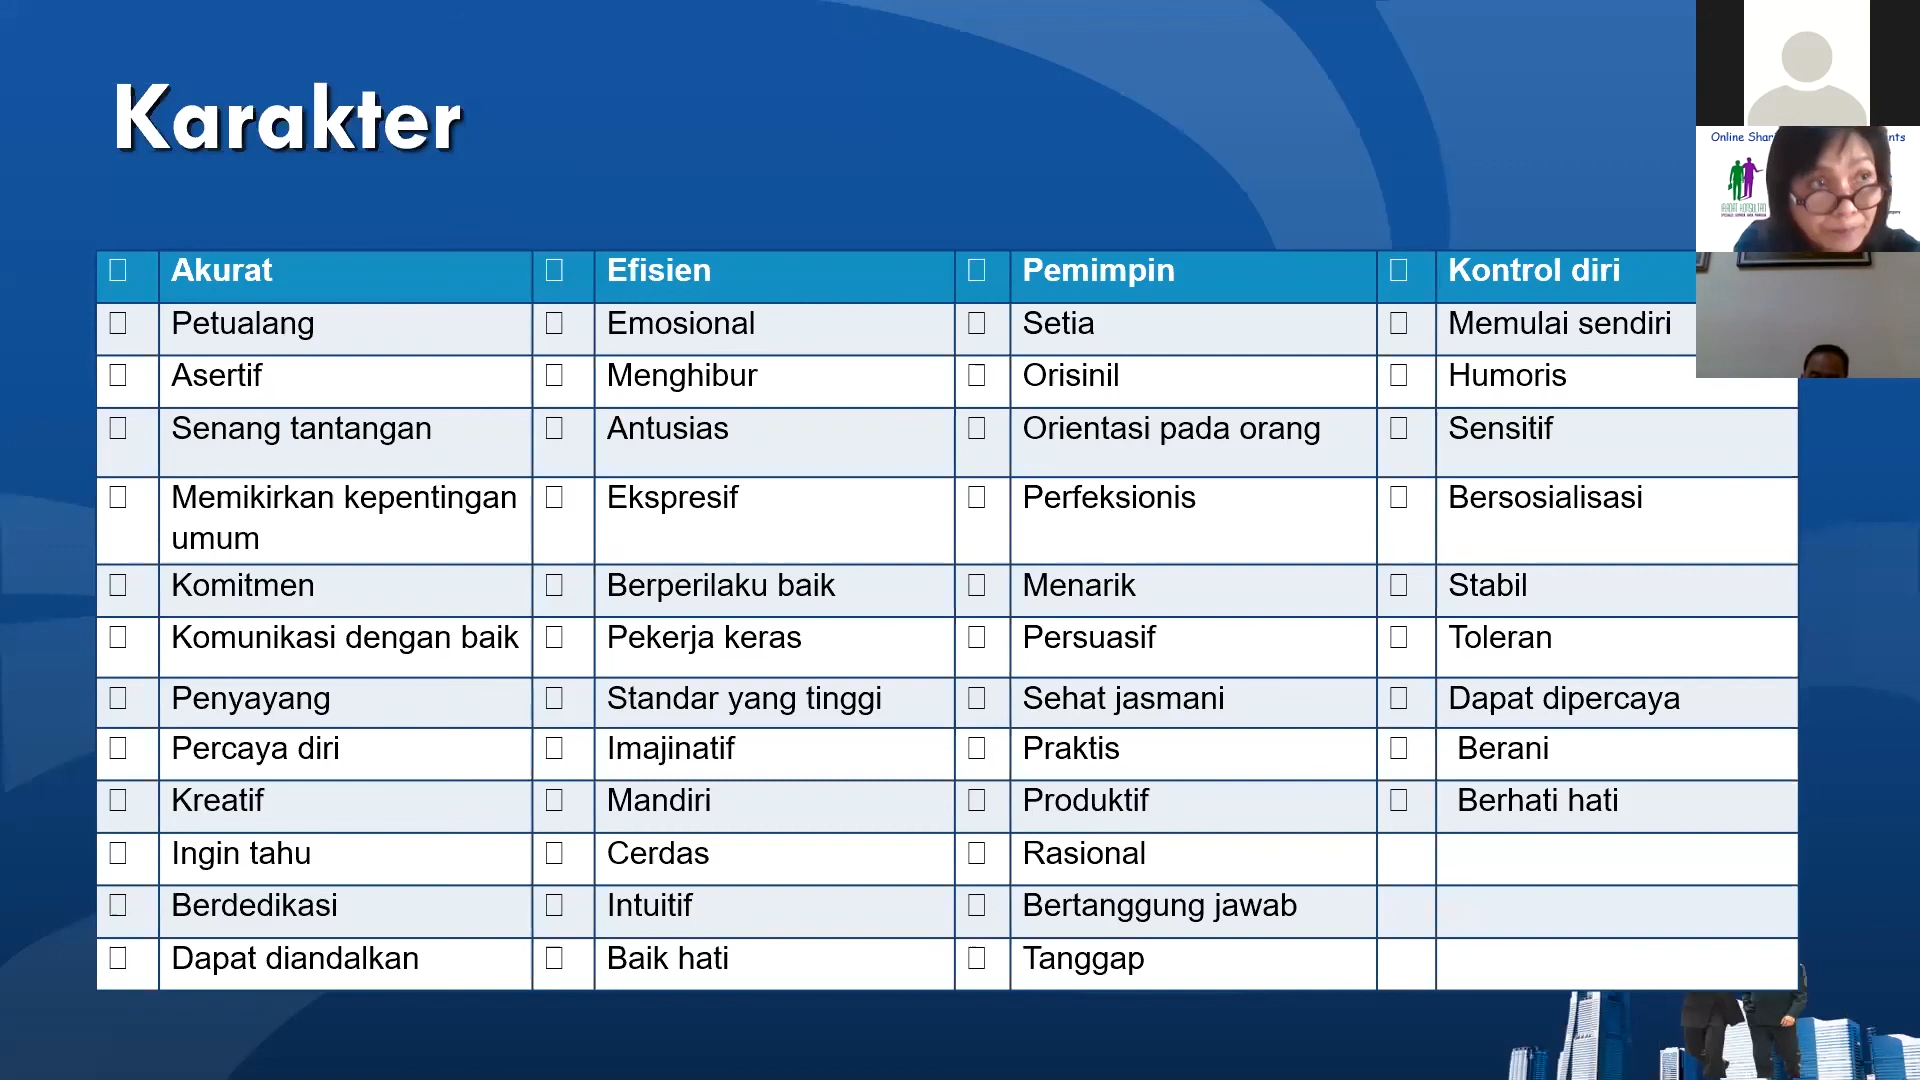 Karakter
Akurat Efisien Pemimpin Kontrol diri
Petualang Emosional Setia Memulai sendiri
Asertif Menghibur Orisinil Humoris
Senang tantangan Antusias Orientasi pada orang Sensitif
Memikirkan kepentingan Ekspresif Perfeksionis Bersosialisasi
umum
Komitmen Berperilaku baik Menarik Stabil
Komunikasi dengan baik Pekerja keras Persuasif Toleran
Penyayang Standar yang tinggi Sehat jasmani Dapat dipercaya
Percaya diri Imajinatif Praktis Berani
Kreatif Mandiri Produktif Berhati hati
Ingin tahu Cerdas Rasional
Berdedikasi Intuitif Bertanggung jawab
Dapat diandalkan Baik hati Tanggap
Online
KONSULTAN